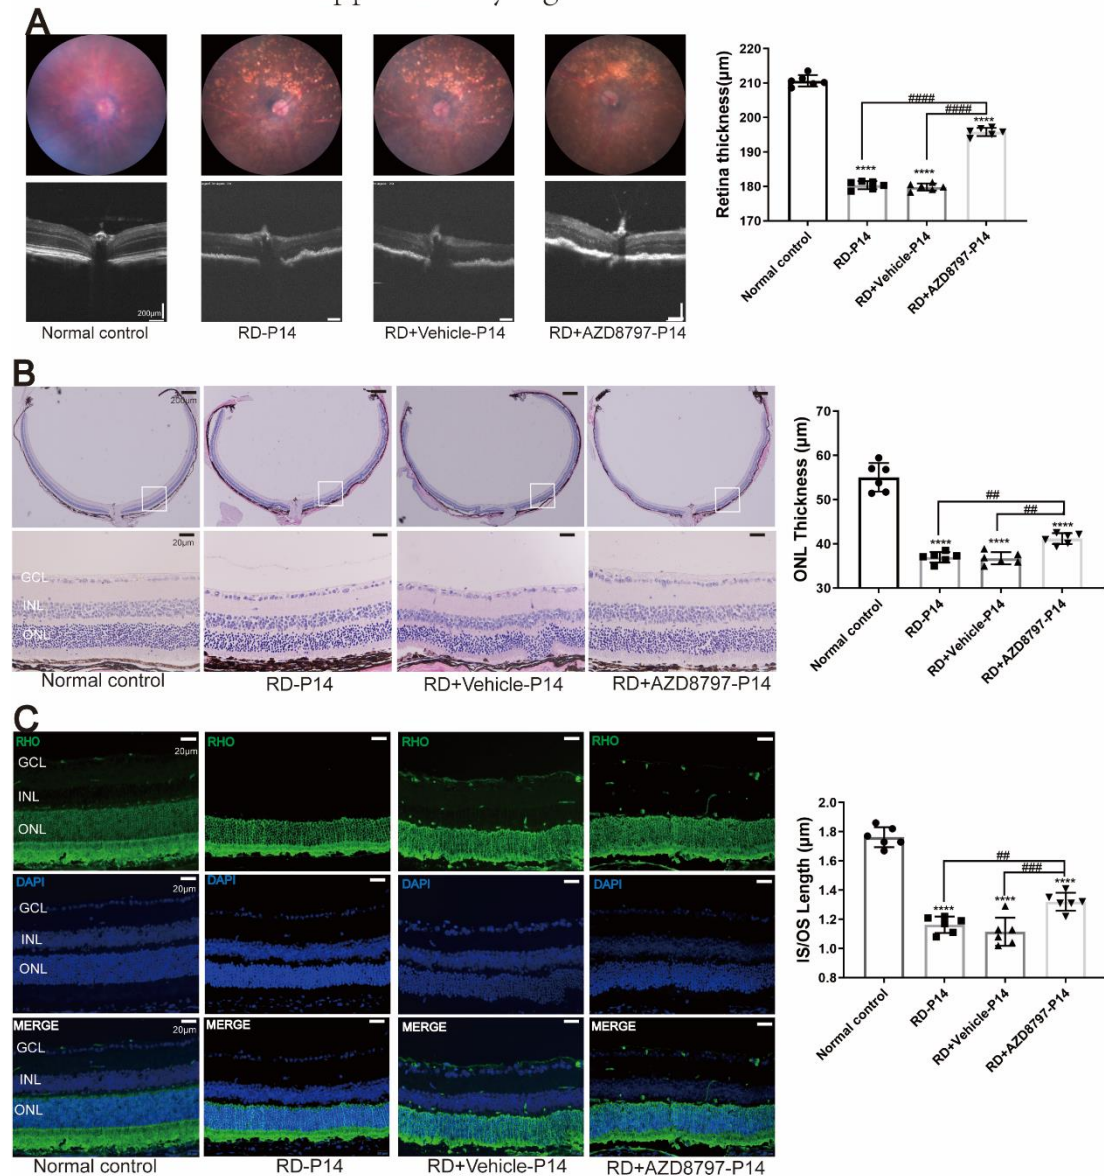 A
200μm
Normal control
RD-P14
RD+Vehicle-P14
RD+AZD8797-P14
Retina thickness(μm)
220
210
200
190
180
170
####
####
****
****
****
Normal control
RD-P14
RD+Vehicle-P14
RD+AZD8797-P14
B
200μm
20μm
GCL
INL
ONL
Normal control
RD-P14
RD+Vehicle-P14
RD+AZD8797-P14
ONL Thickness (μm)
70
60
50
40
30
##
##
****
****
****
Normal control
RD-P14
RD+Vehicle-P14
RD+AZD8797-P14
C
RHO
20μm
GCL
INL
ONL
RHO
RHO
RHO
DAPI
20μm
GCL
INL
ONL
DAPI
DAPI
DAPI
MERGE
20μm
GCL
INL
ONL
MERGE
MERGE
MERGE
Normal control
RD-P14
RD+Vehicle-P14
RD+AZD8797-P14
IS/OS Length (μm)
2.0
1.8
1.6
1.4
1.2
1.0
0.8
##
###
****
****
****
Normal control
RD-P14
RD+Vehicle-P14
RD+AZD8797-P14